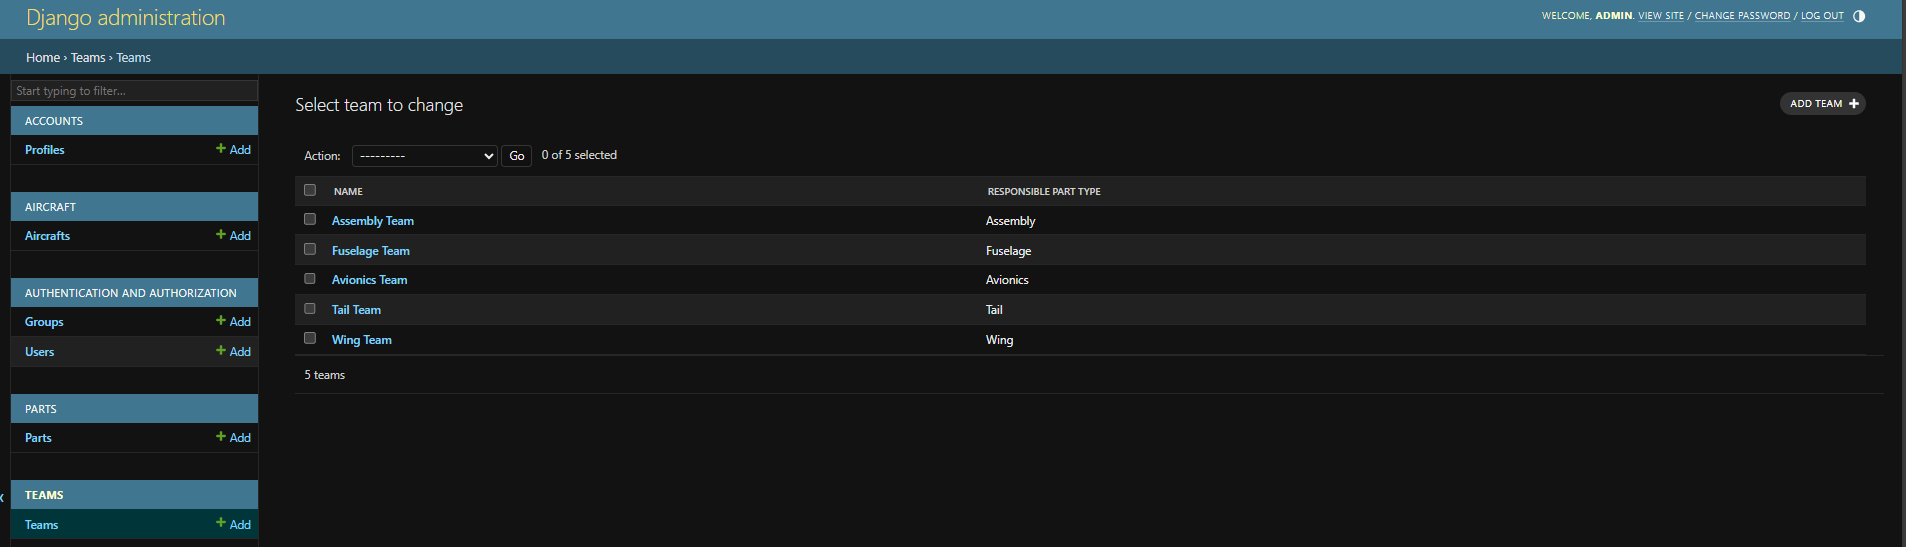 Django administration
WELCOME, ADMIN. VIEW SITE / CHANGE PASSWORD / LOG OUT
Home › Teams › Teams
Start typing to filter...
ACCOUNTS
Profiles + Add
AIRCRAFT
Aircrafts + Add
AUTHENTICATION AND AUTHORIZATION
Groups + Add
Users + Add
PARTS
Parts + Add
TEAMS
Teams + Add
Select team to change
ADD TEAM +
Action: --------- Go 0 of 5 selected
NAME RESPONSIBLE PART TYPE
Assembly Team Assembly
Fuselage Team Fuselage
Avionics Team Avionics
Tail Team Tail
Wing Team Wing
5 teams